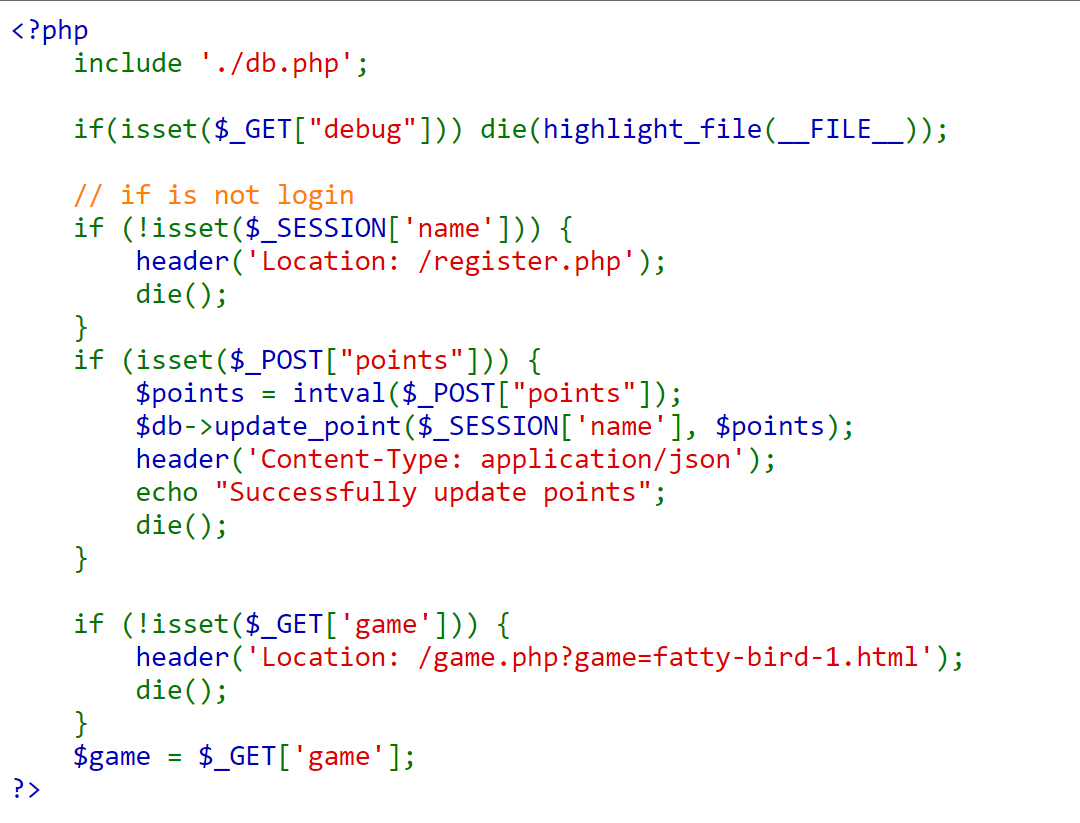 <?php
    include './db.php';

    if(isset($_GET["debug"])) die(highlight_file(__FILE__));

    // if is not login
    if (!isset($_SESSION['name'])) {
        header('Location: /register.php');
        die();
    }
    if (isset($_POST["points"])) {
        $points = intval($_POST["points"]);
        $db->update_point($_SESSION['name'], $points);
        header('Content-Type: application/json');
        echo "Successfully update points";
        die();
    }

    if (!isset($_GET['game'])) {
        header('Location: /game.php?game=fatty-bird-1.html');
        die();
    }
    $game = $_GET['game'];
?>